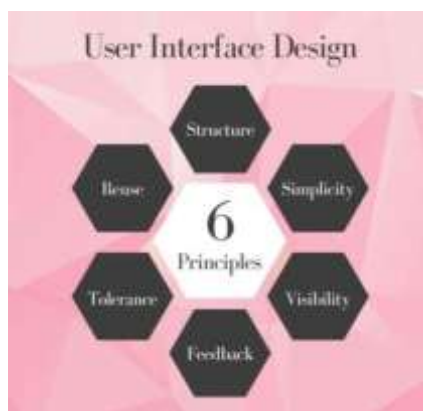 User Interface Design
Structure
Reuse
Simplicity
6
Principles
Tolerance
Visibility
Feedback